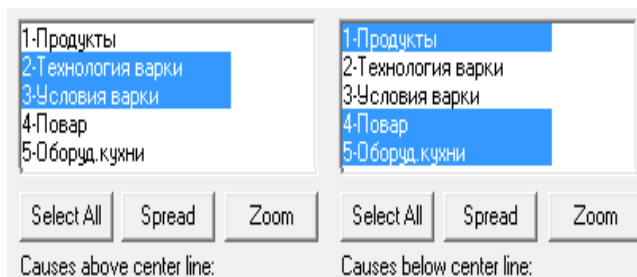 1-Продукты
2-Технология варки
3-Условия варки
4-Повар
5-Оборуд.кухни
Select All
Spread
Zoom
Causes above center line:
1-Продукты
2-Технология варки
3-Условия варки
4-Повар
5-Оборуд.кухни
Select All
Spread
Zoom
Causes below center line: